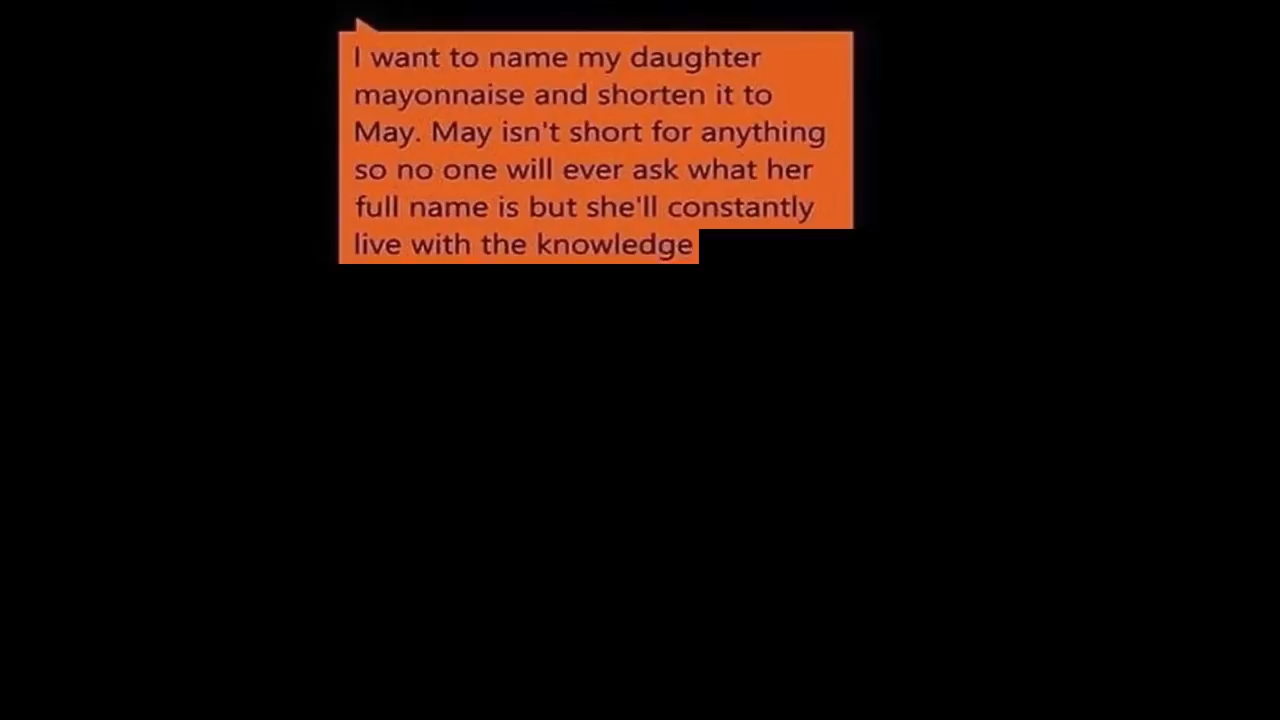 I want to name my daughter
mayonnaise and shorten it to
May. May isn't short for anything
so no one will ever ask what her
full name is but she'll constantly
live with the knowledge